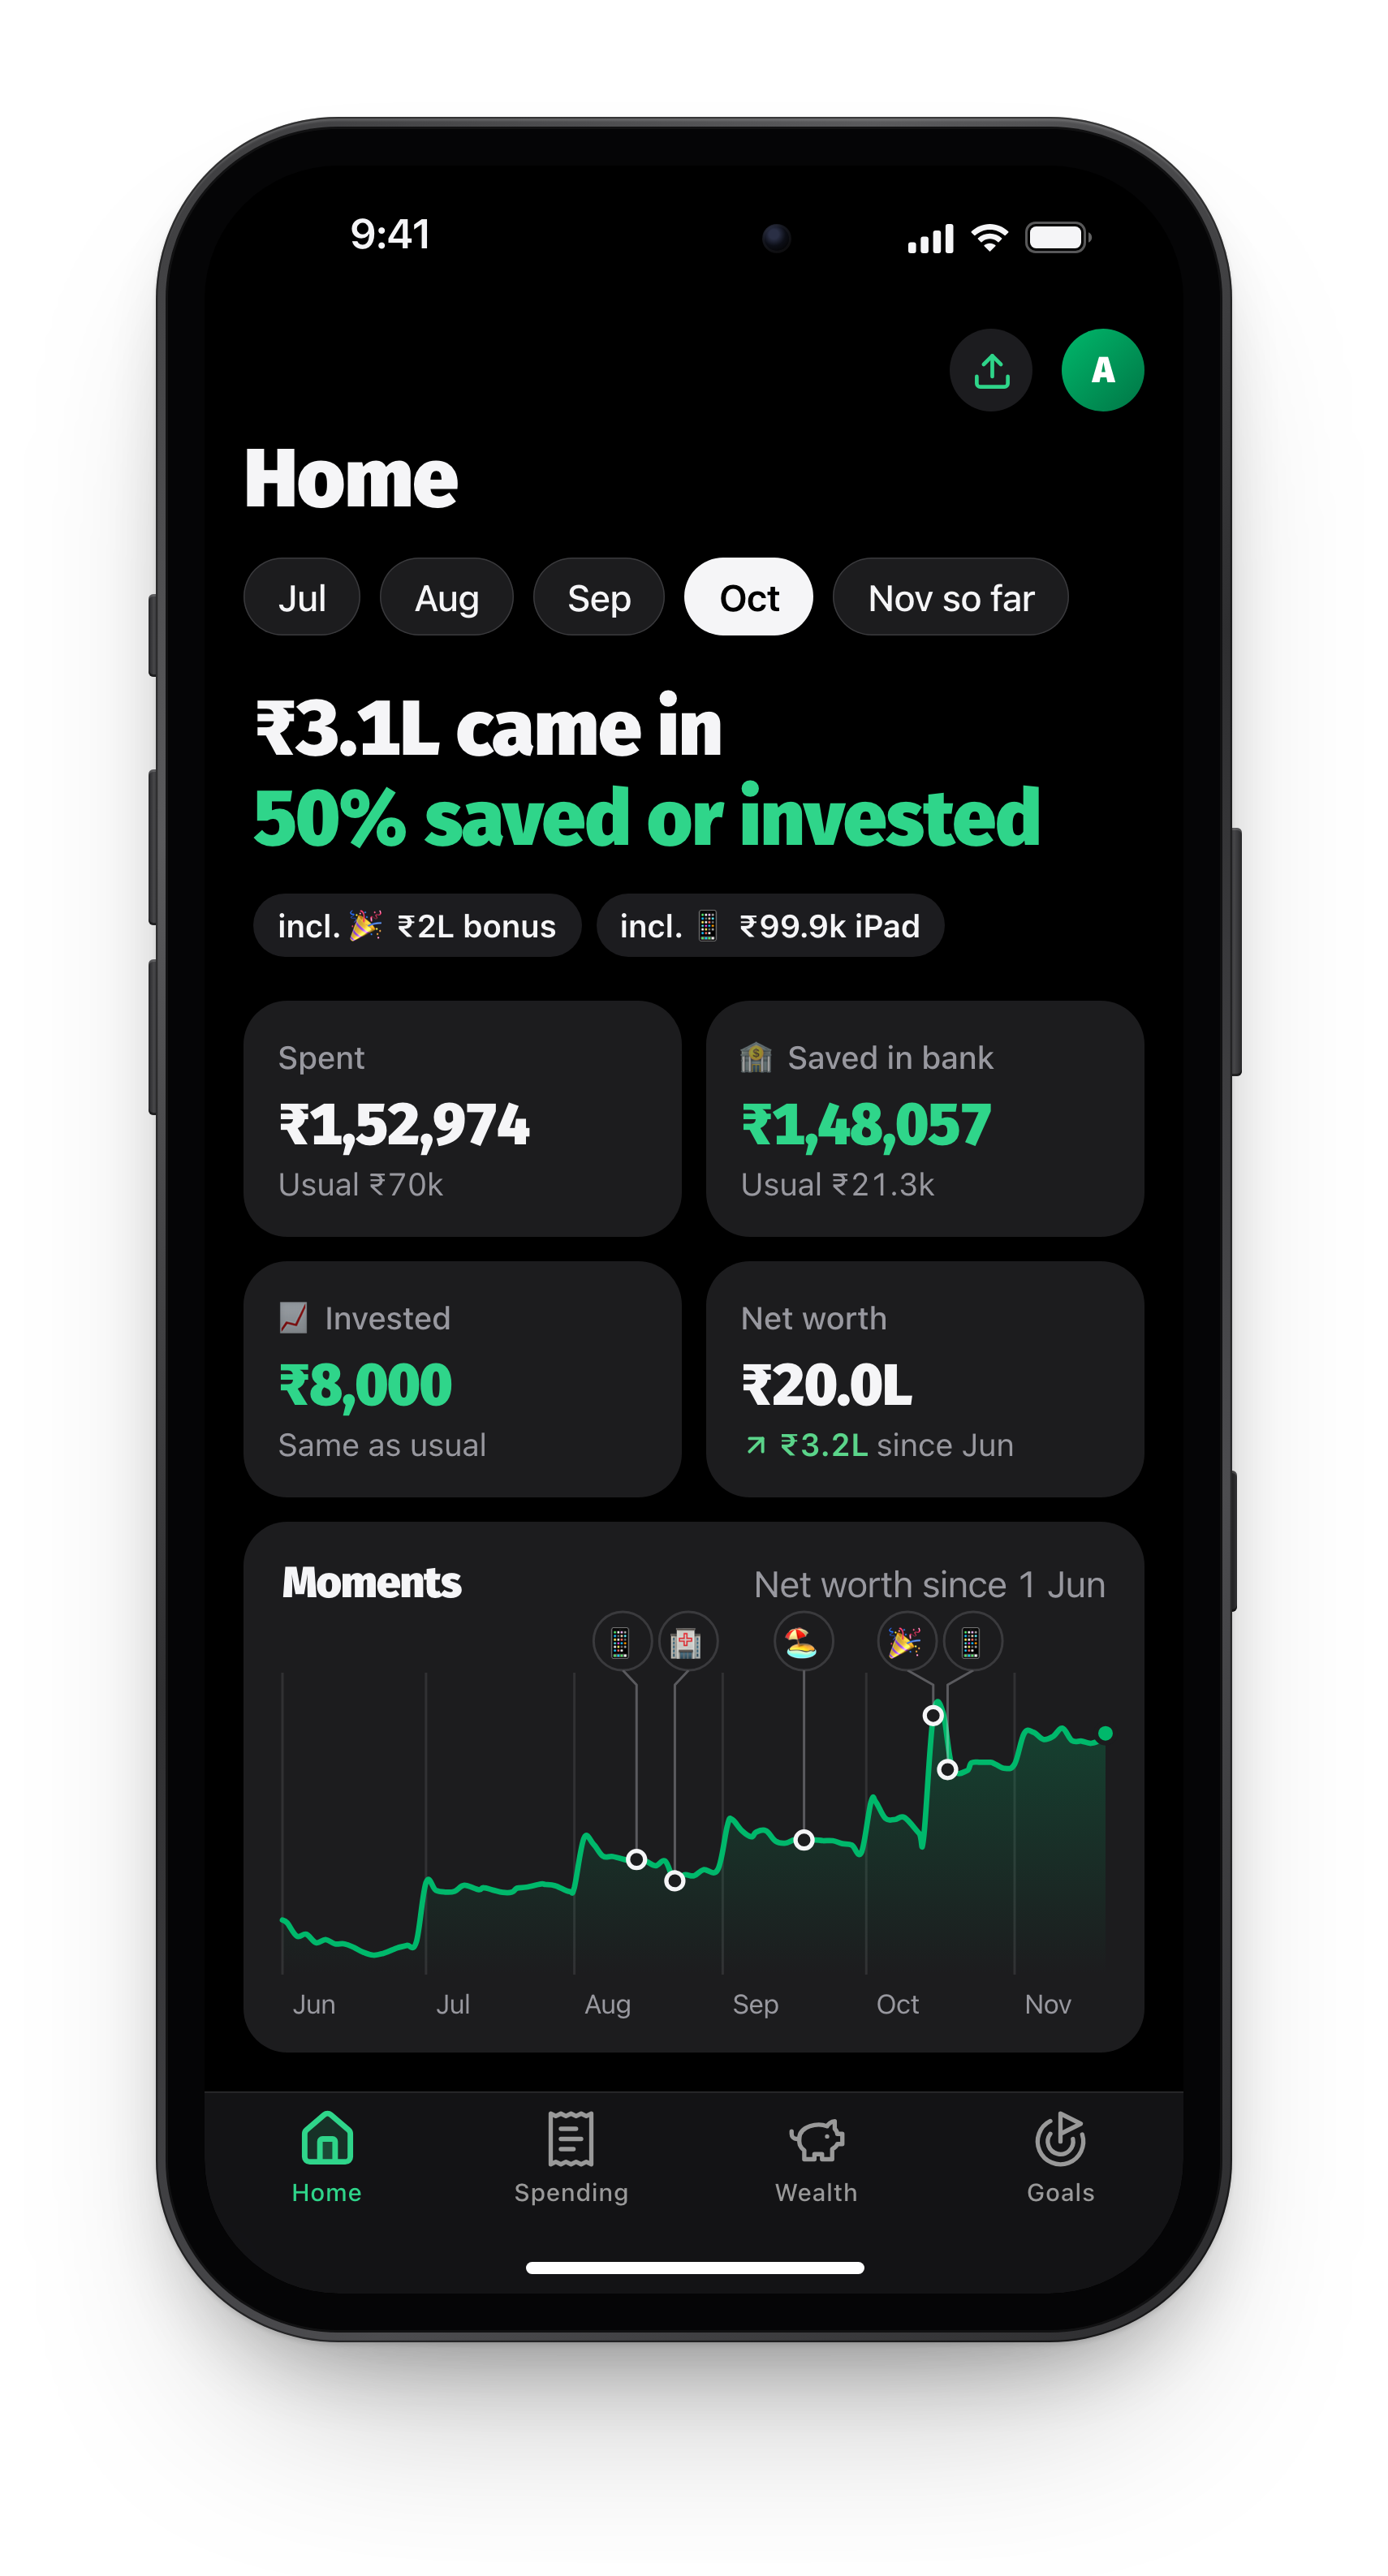 9:41
A
Home
Jul Aug Sep Oct Nov so far
₹3.1L came in
50% saved or invested
incl. 🎉 ₹2L bonus incl. 📱 ₹99.9k iPad
Spent
₹1,52,974
Usual ₹70k
Saved in bank
₹1,48,057
Usual ₹21.3k
Invested
₹8,000
Same as usual
Net worth
₹20.0L
↗ ₹3.2L since Jun
Moments Net worth since 1 Jun
Jun Jul Aug Sep Oct Nov
Home Spending Wealth Goals